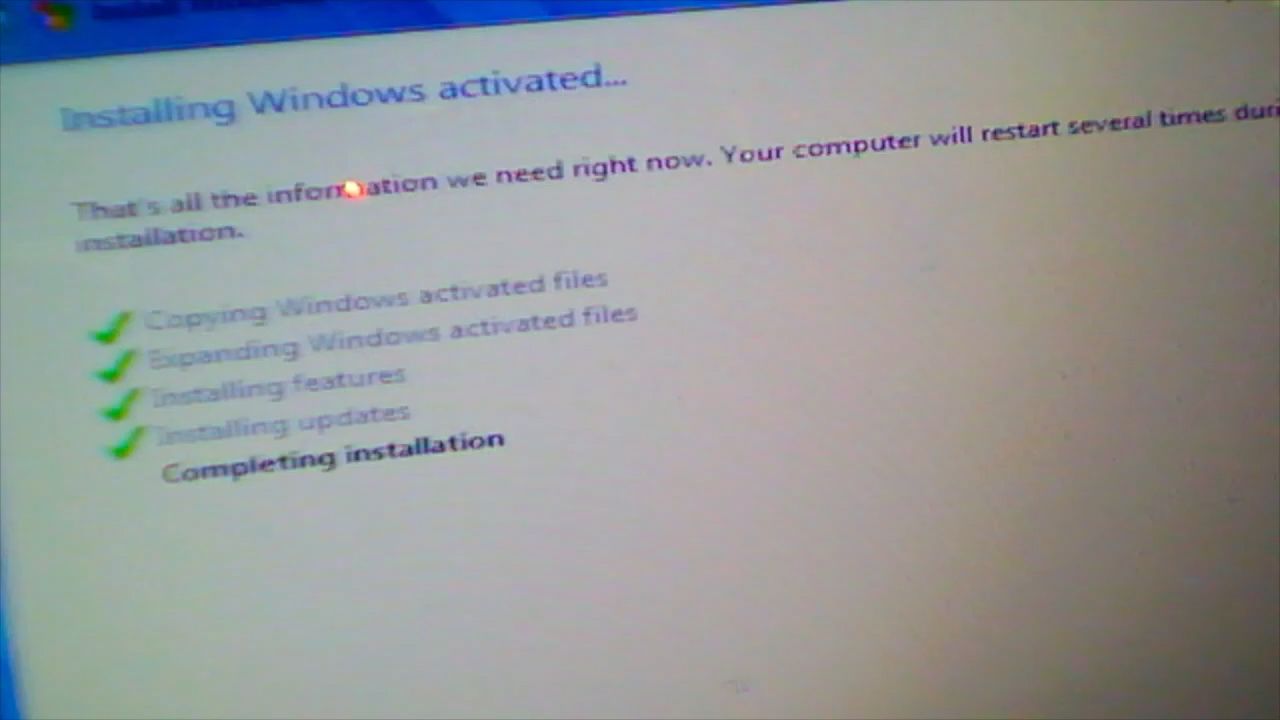 Installing Windows activated...
That's all the information we need right now. Your computer will restart several times
installation.
Copying Windows activated files
Expanding Windows activated files
Installing features
Installing updates
Completing installation